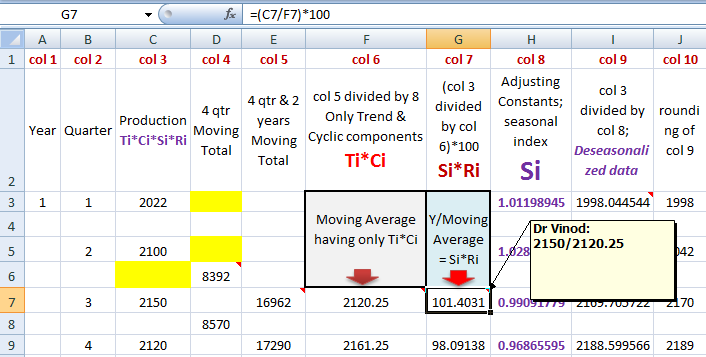 G7 fx =(C7/F7)*100
A B C D E F G H I J
1 col 1 col 2 col 3 col 4 col 5 col 6 col 7 col 8 col 9 col 10
2
Year
Quarter
Production
Ti*Ci*Si*Ri
4 qtr
Moving
Total
4 qtr & 2
years
Moving
Total
col 5 divided by 8
Only Trend &
Cyclic components
Ti*Ci
(col 3
divided
by col
6)*100
Si*Ri
Adjusting
Constants;
seasonal
index
Si
col 3
divided by
col 8;
Deseasonali
zed data
roundi
ng of
col 9
3 1 1 2022 1.01198945 1998.044544 1998
Moving Average
having only Ti*Ci
Y/Moving
Average
= Si*Ri
Dr Vinod:
2150/2120.25
4
5 2 2100 1.028
6 8392
7 3 2150 16962 2120.25 101.4031 0.99091779 2169.705722 2170
8 8570
9 4 2120 17290 2161.25 98.09138 0.96865595 2188.599566 2189